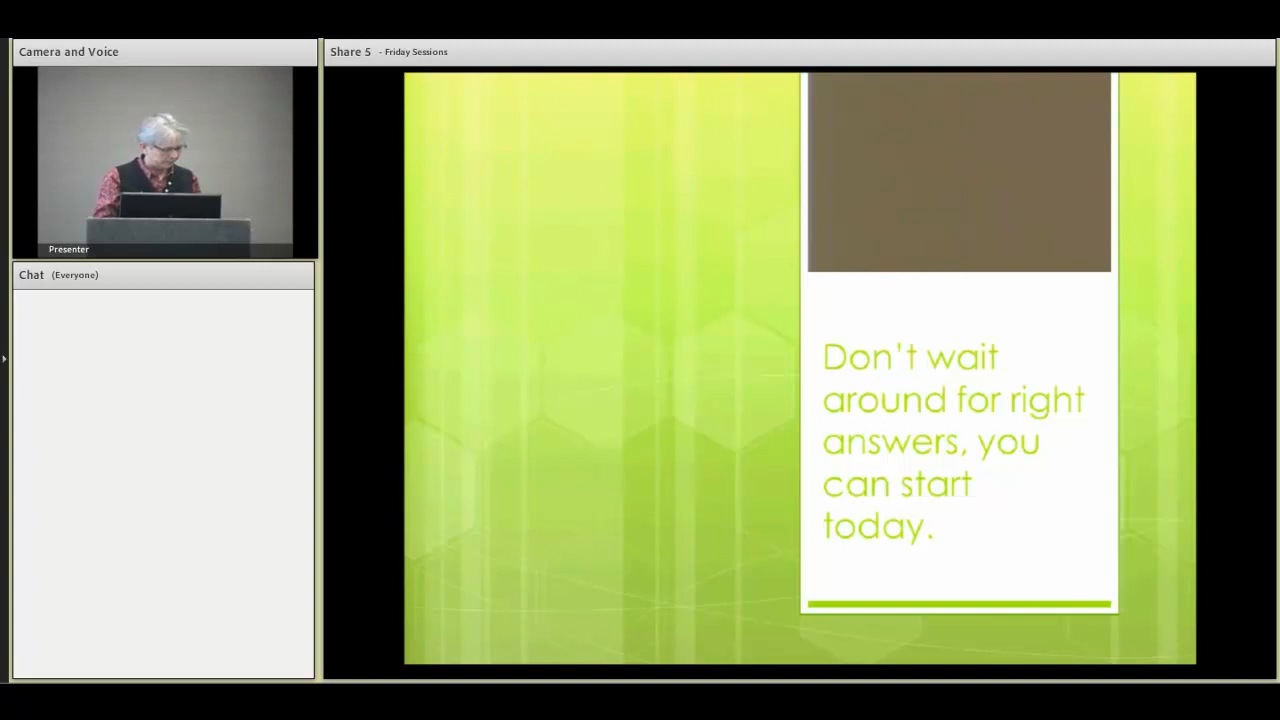 Camera and Voice
Presenter
Chat (Everyone)
Share 5 - Friday Sessions
Don't wait
around for right
answers, you
can start
today.